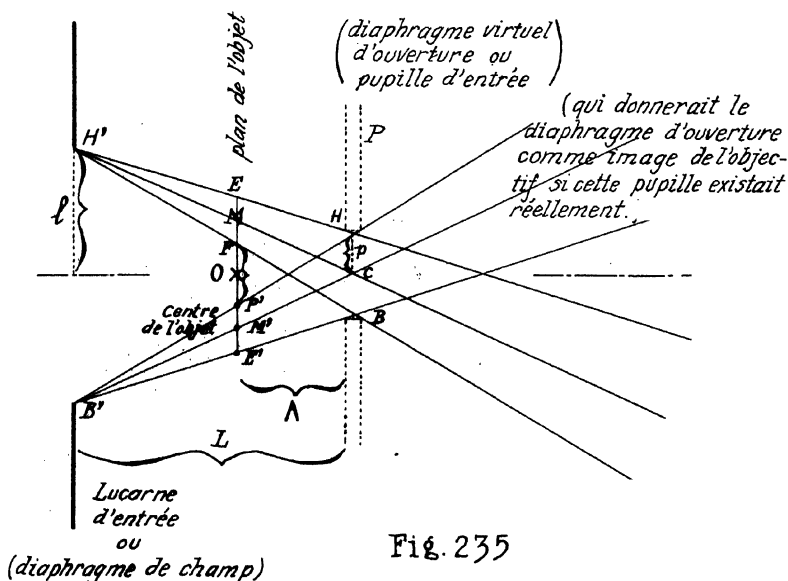 (diaphragme virtuel
d'ouverture ou
pupille d'entrée)
plan de l'objet
(qui donnerait le
diaphragme d'ouverture
comme image de l'objec-
tif si cette pupille existait
réellement.
P
H'
E
M
F
H
l
p
O
C
P'
Centre
de l'objet
M'
B
E'
B'
Λ
L
Lucarne
d'entrée
ou
(diaphragme de champ)
Fig. 235